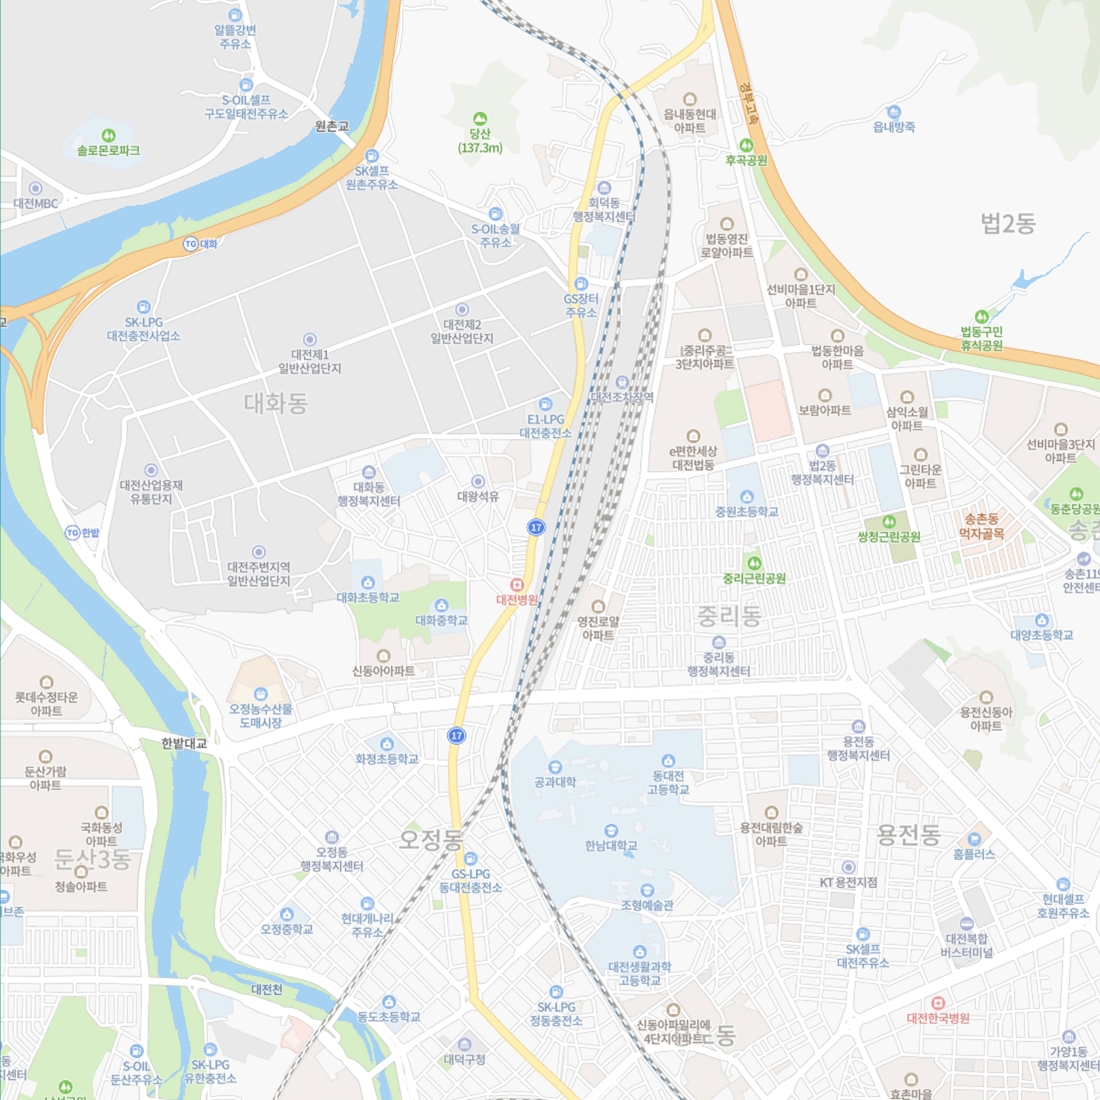 알뜰강변
주유소
S-OIL셀프
구도일태전주유소
원촌교
솔로몬로파크
대전MBC
SK셀프
원촌주유소
당산
(137.3m)
S-OIL송월
주유소
회덕동
행정복지센터
읍내동현대
아파트
경부고속
후곡공원
읍내방죽
법2동
TG 대화
SK-LPG
대전충전사업소
대전제1
일반산업단지
대전제2
일반산업단지
대화동
GS장터
주유소
법동영진
로얄아파트
선비마을1단지
아파트
법동구민
휴식공원
중리주공
3단지아파트
법동한마음
아파트
대전조차장역
E1-LPG
대전충전소
보람아파트
삼익소월
아파트
e편한세상
대전법동
법2동
행정복지센터
그린타운
아파트
선비마을3단지
아파트
대전산업용재
유통단지
대화동
행정복지센터
대왕석유
중원초등학교
동춘당공원
TG 한밭
17
쌍청근린공원
송촌동
먹자골목
대전주변지역
일반산업단지
대화초등학교
대화중학교
대전병원
중리근린공원
송촌119
안전센터
영진로얄
아파트
중리동
중리동
행정복지센터
대양초등학교
신동아아파트
롯데수정타운
아파트
오정농수산물
도매시장
용전신동아
아파트
한밭대교
17
화정초등학교
용전동
행정복지센터
둔산가람
아파트
공과대학
동대전
고등학교
국화동성
아파트
국화우성
아파트
둔산3동
청솔아파트
오정동
오정동
행정복지센터
한남대학교
용전대림한숲
아파트
용전동
홈플러스
GS-LPG
동대전충전소
KT 용전지점
조형예술관
현대셀프
호원주유소
오정중학교
현대개나리
주유소
대전복합
버스터미널
SK셀프
대전주유소
대전생활과학
고등학교
대전천
동도초등학교
SK-LPG
정동충전소
신동아파밀리에
4단지아파트
대전한국병원
S-OIL
둔산주유소
SK-LPG
유한충전소
대덕구청
가양1동
행정복지센터
효촌마을